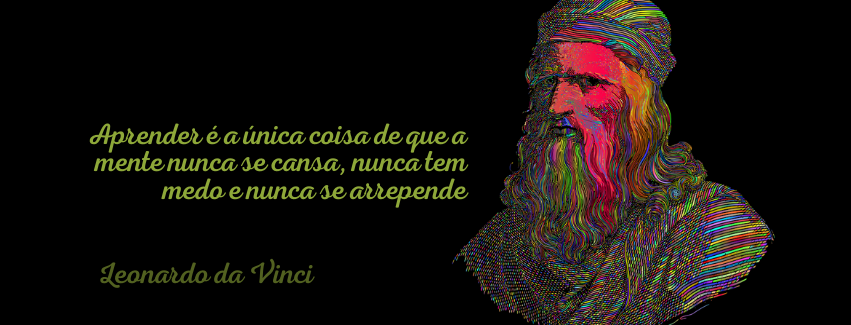 Aprender é a única coisa de que a
mente nunca se cansa, nunca tem
medo e nunca se arrepende
Leonardo da Vinci